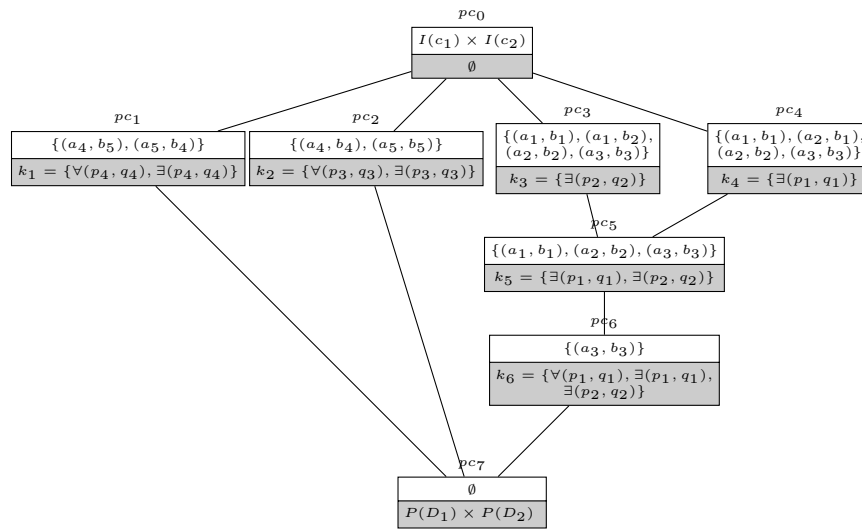 pc₀
I(c₁) × I(c₂)
∅
pc₁
{(a₄, b₅), (a₅, b₄)}
k₁ = {∀(p₄, q₄), ∃(p₄, q₄)}
pc₂
{(a₄, b₄), (a₅, b₅)}
k₂ = {∀(p₃, q₃), ∃(p₃, q₃)}
pc₃
{(a₁, b₁), (a₁, b₂),
(a₂, b₂), (a₃, b₃)}
k₃ = {∃(p₂, q₂)}
pc₄
{(a₁, b₁), (a₂, b₁),
(a₂, b₂), (a₃, b₃)}
k₄ = {∃(p₁, q₁)}
pc₅
{(a₁, b₁), (a₂, b₂), (a₃, b₃)}
k₅ = {∃(p₁, q₁), ∃(p₂, q₂)}
pc₆
{(a₃, b₃)}
k₆ = {∀(p₁, q₁), ∃(p₁, q₁),
∃(p₂, q₂)}
pc₇
∅
P(D₁) × P(D₂)